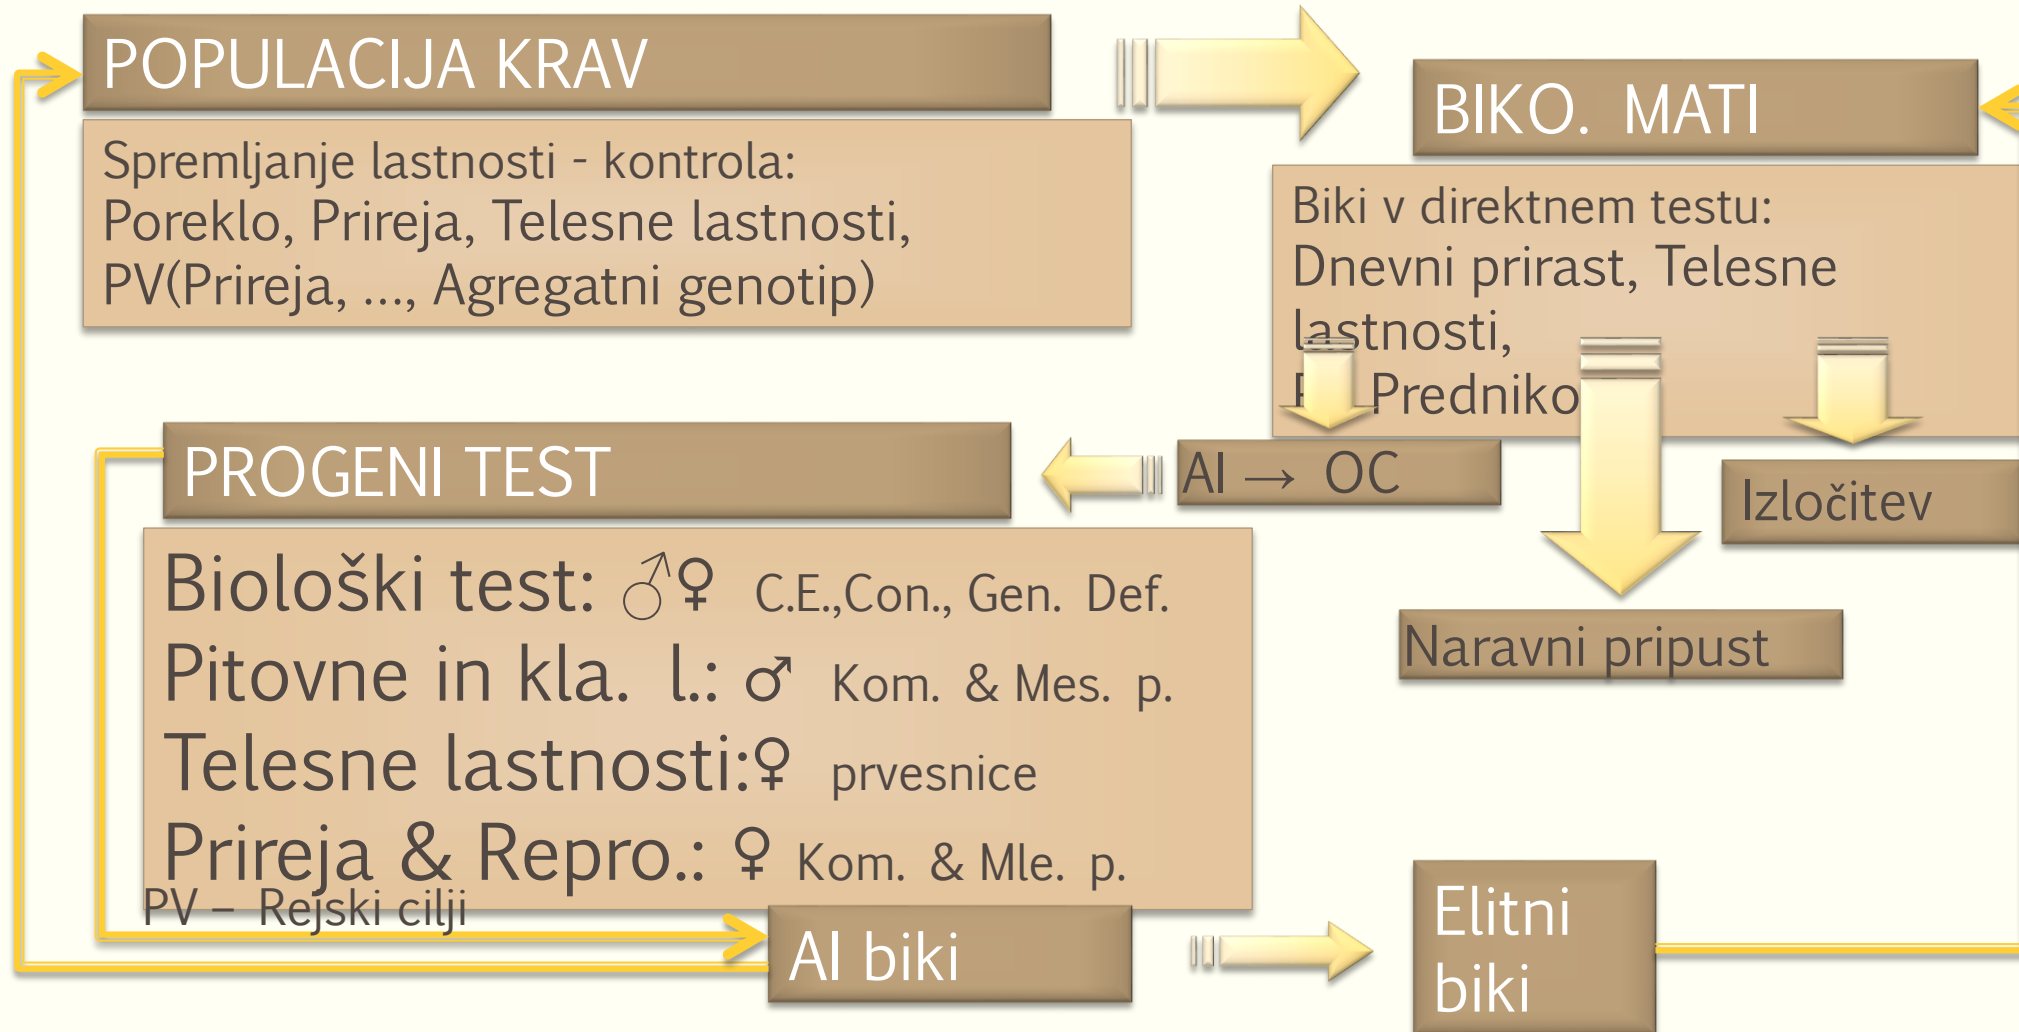 POPULACIJA KRAV
Spremljanje lastnosti - kontrola:
Poreklo, Prireja, Telesne lastnosti,
PV(Prireja, ..., Agregatni genotip)
BIKO. MATI
Biki v direktnem testu:
Dnevni prirast, Telesne
lastnosti,
AI → OC
Izločitev
Naravni pripust
PROGENI TEST
Biološki test: ♂♀ C.E.,Con., Gen. Def.
Pitovne in kla. l.: ♂ Kom. & Mes. p.
Telesne lastnosti:♀ prvesnice
Prireja & Repro.: ♀ Kom. & Mle. p.
PV – Rejski cilji
AI biki
Elitni
biki